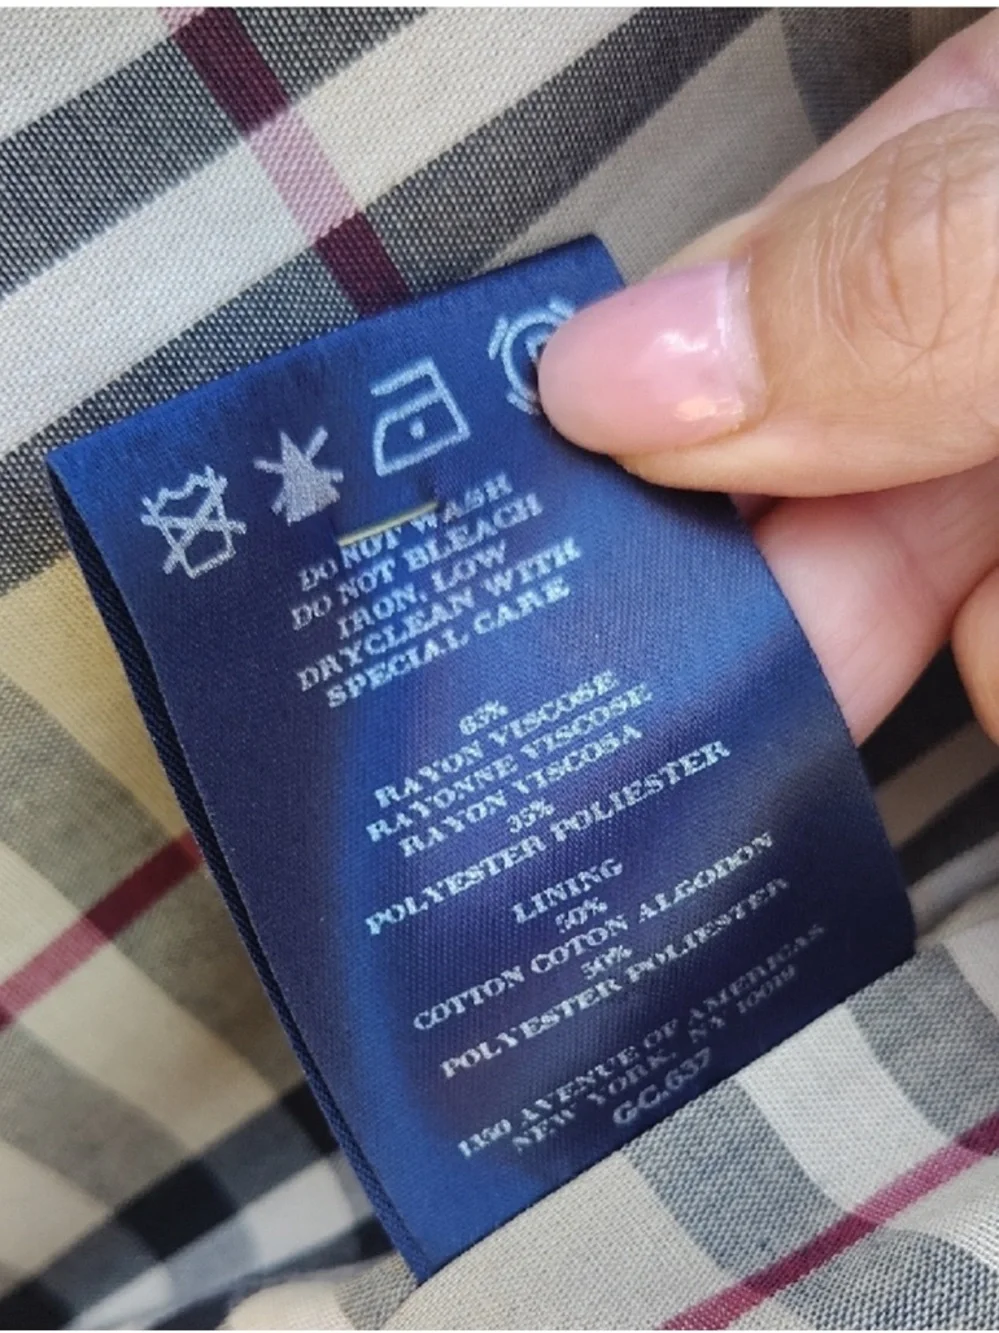 DO NOT WASH
DO NOT BLEACH
IRON, LOW
DRYCLEAN WITH
SPECIAL CARE
65%
RAYON VISCOSE
RAYONNE VISCOSE
RAYON VISCOSA
35%
POLYESTER POLIESTER
LINING
50%
COTTON COTON ALGODON
50%
POLYESTER POLIESTER
1350 AVENUE OF AMERICAS
NEW YORK, NY 10019
GC.637